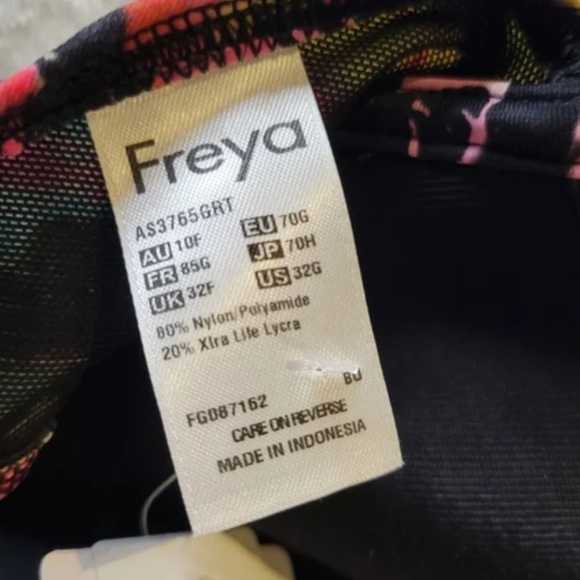 Freya
AS3765GRT
AU 10F EU 70G
FR 85G JP 70H
UK 32F US 32G
80% Nylon/Polyamide
20% Xtra Life Lycra
BU
FG087162
CARE ON REVERSE
MADE IN INDONESIA